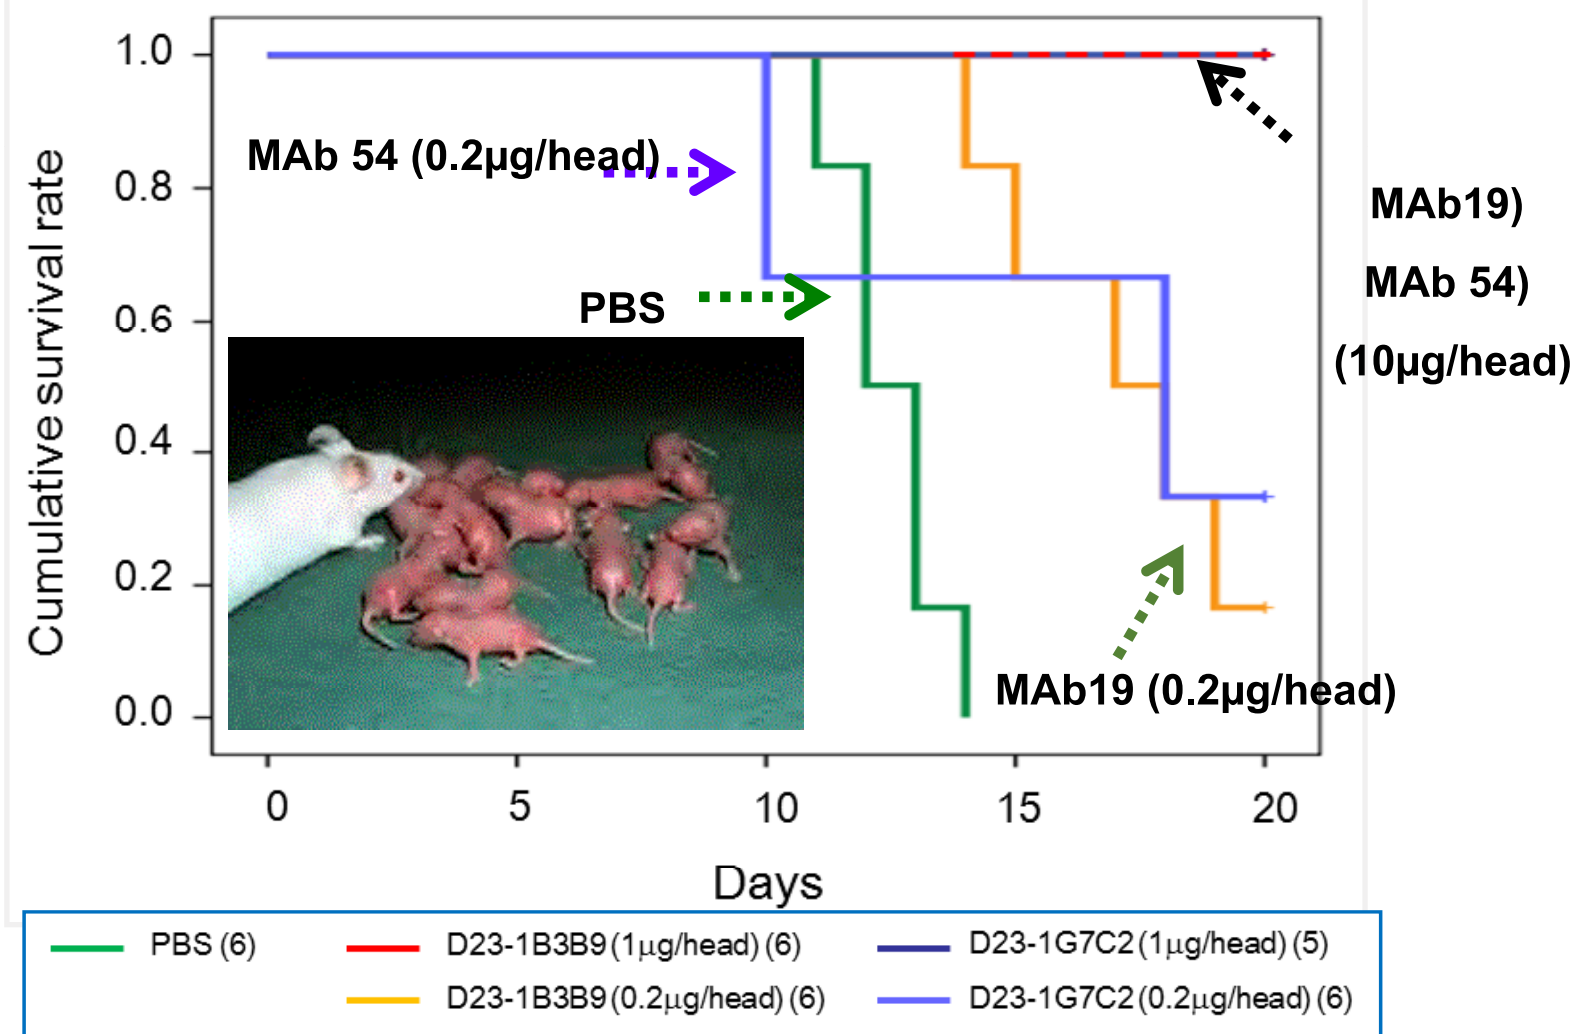 Cumulative survival rate
1.0
0.8
0.6
0.4
0.2
0.0
MAb 54 (0.2µg/head)
PBS
MAb19)
MAb 54)
(10µg/head)
MAb19 (0.2µg/head)
0 5 10 15 20
Days
PBS (6) D23-1B3B9 (1µg/head) (6) D23-1G7C2 (1µg/head) (5)
D23-1B3B9 (0.2µg/head) (6) D23-1G7C2 (0.2µg/head) (6)